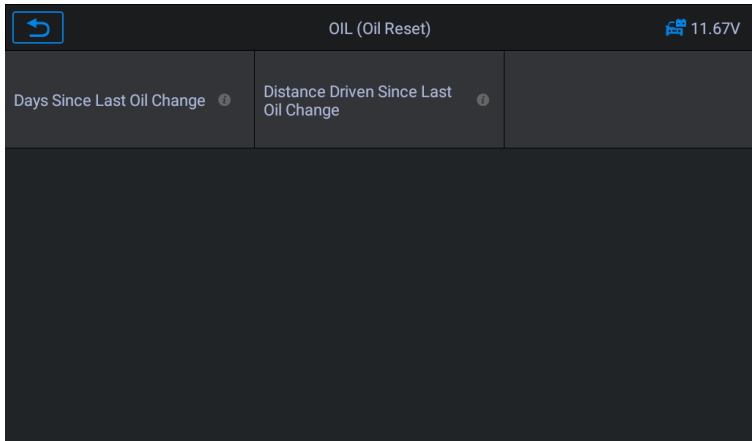 OIL (Oil Reset)
11.67V
Days Since Last Oil Change
Distance Driven Since Last
Oil Change